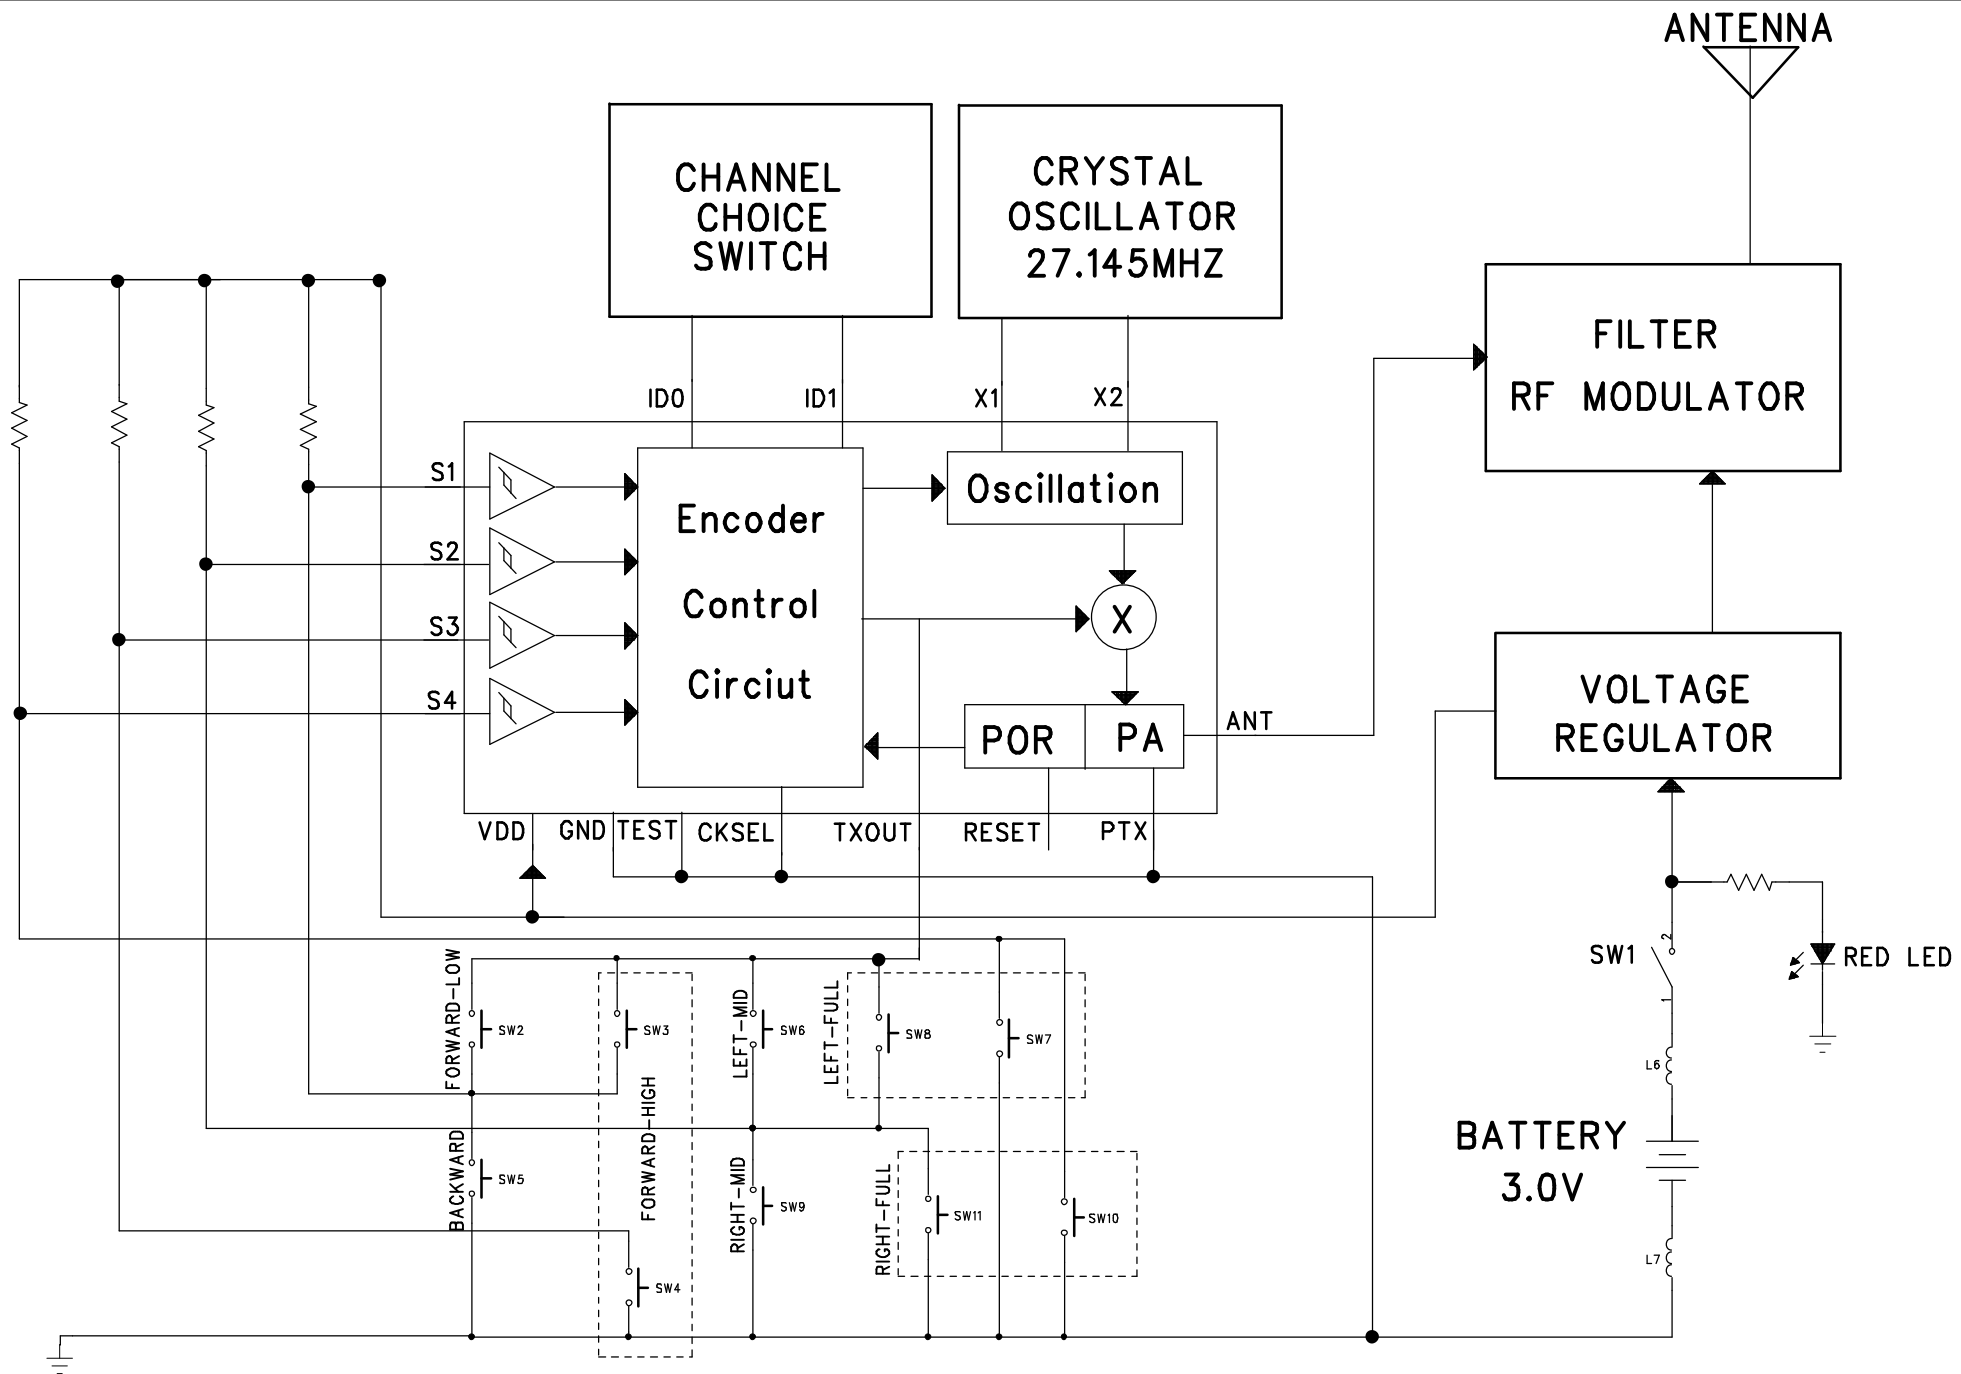 ANTENNA
CHANNEL
CHOICE
SWITCH
CRYSTAL
OSCILLATOR
27.145MHZ
FILTER
RF MODULATOR
ID0
ID1
X1
X2
S1
S2
S3
S4
Encoder
Control
Circiut
Oscillation
X
POR
PA
ANT
VOLTAGE
REGULATOR
VDD
GND
TEST
CKSEL
TXOUT
RESET
PTX
SW1
2
1
RED LED
L6
BATTERY
3.0V
L7
FORWARD-LOW
SW2
SW3
FORWARD-HIGH
LEFT-MID
SW6
LEFT-FULL
SW8
SW7
BACKWARD
SW5
SW4
RIGHT-MID
SW9
RIGHT-FULL
SW11
SW10